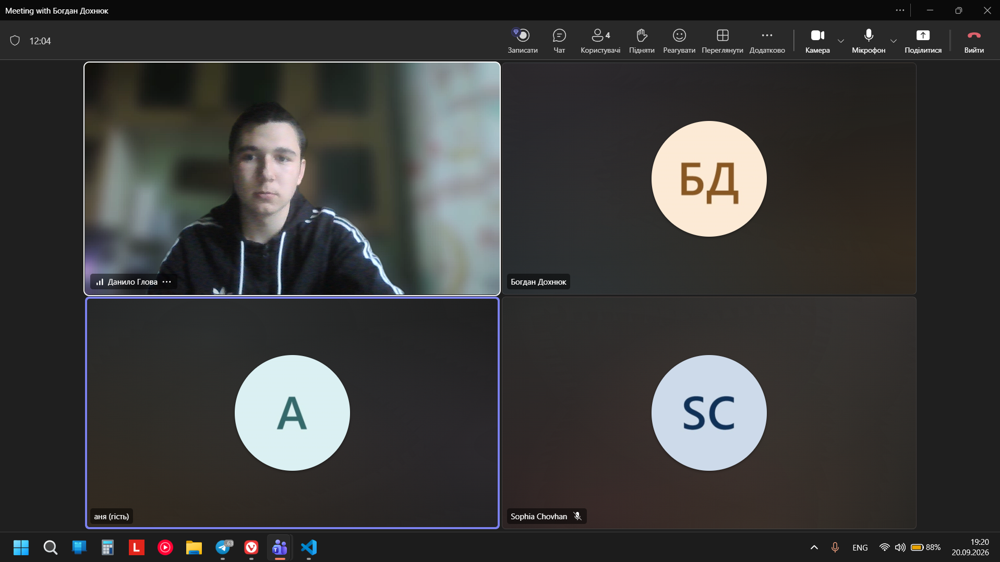 Meeting with Богдан Дохнюк
12:04
Записати
Чат
4
Користувачі
Підняти
Реагувати
Переглянути
Додатково
Камера
Мікрофон
Поділитися
Вийти
Данило Глова
БД
Богдан Дохнюк
А
аня (гість)
SC
Sophia Chovhan
L
.63
T
ENG
88%
19:20
20.09.2026